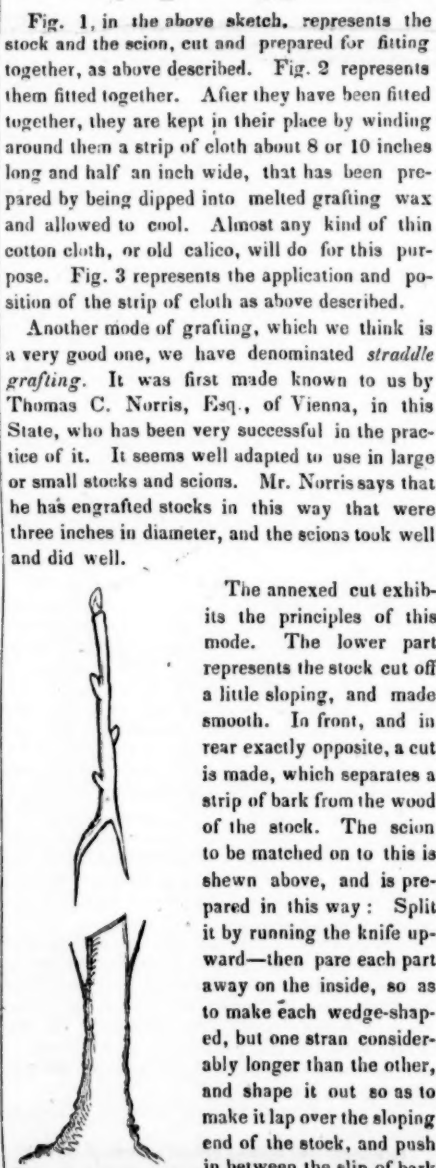 Fig. 1, in the above sketch, represents the
stock and the scion, cut and prepared for fitting
together, as above described. Fig. 2 represents
them fitted together. After they have been fitted
together, they are kept in their place by winding
around them a strip of cloth about 8 or 10 inches
long and half an inch wide, that has been pre-
pared by being dipped into melted grafting wax
and allowed to cool. Almost any kind of thin
cotton cloth, or old calico, will do for this pur-
pose. Fig. 3 represents the application and po-
sition of the strip of cloth as above described.
Another mode of grafting, which we think is
a very good one, we have denominated straddle
grafting. It was first made known to us by
Thomas C. Norris, Esq., of Vienna, in this
State, who has been very successful in the prac-
tice of it. It seems well adapted to use in large
or small stocks and scions. Mr. Norris says that
he has engrafted stocks in this way that were
three inches in diameter, and the scions took well
and did well.
The annexed cut exhib-
its the principles of this
mode. The lower part
represents the stock cut off
a little sloping, and made
smooth. In front, and in
rear exactly opposite, a cut
is made, which separates a
strip of bark from the wood
of the stock. The scion
to be matched on to this is
shewn above, and is pre-
pared in this way: Split
it by running the knife up-
ward—then pare each part
away on the inside, so as
to make each wedge-shap-
ed, but one stran consider-
ably longer than the other,
and shape it out so as to
make it lap over the sloping
end of the stock, and push
in between the slip of bark